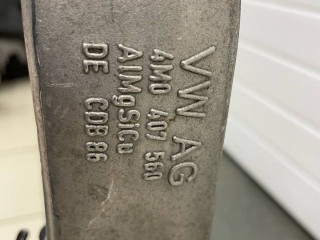 VW AG
4M0 407 560
AlMgSiCu
DE CDB 86